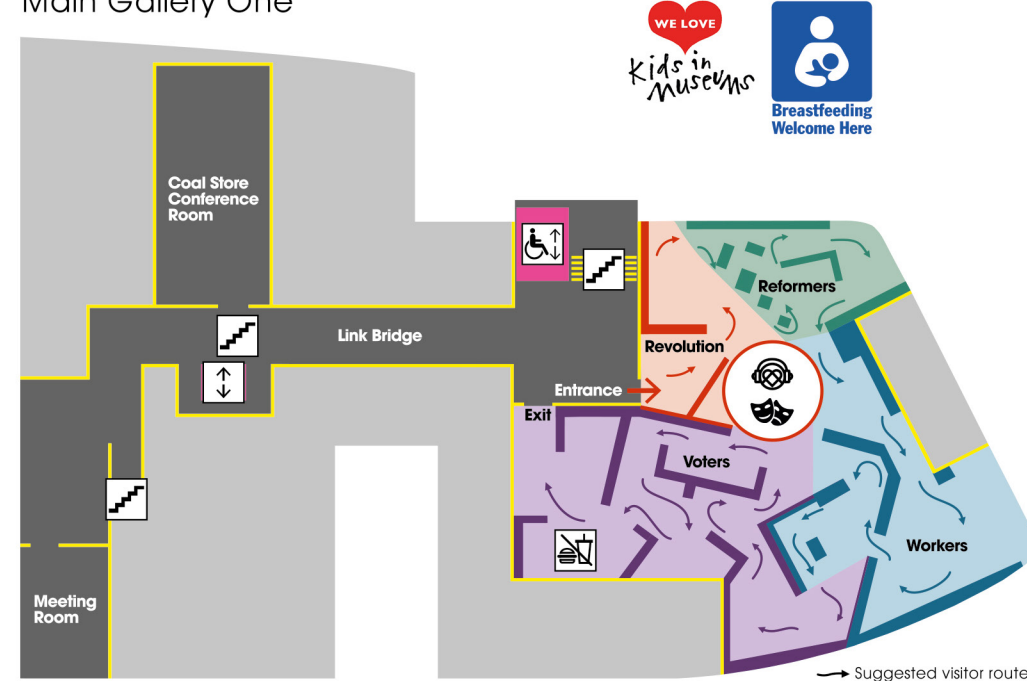 Main Gallery One
WE LOVE
Kids in
Museums
Breastfeeding
Welcome Here
Coal Store
Conference
Room
Reformers
Link Bridge
Revolution
Entrance
Exit
Voters
Workers
Meeting
Room
Suggested visitor route